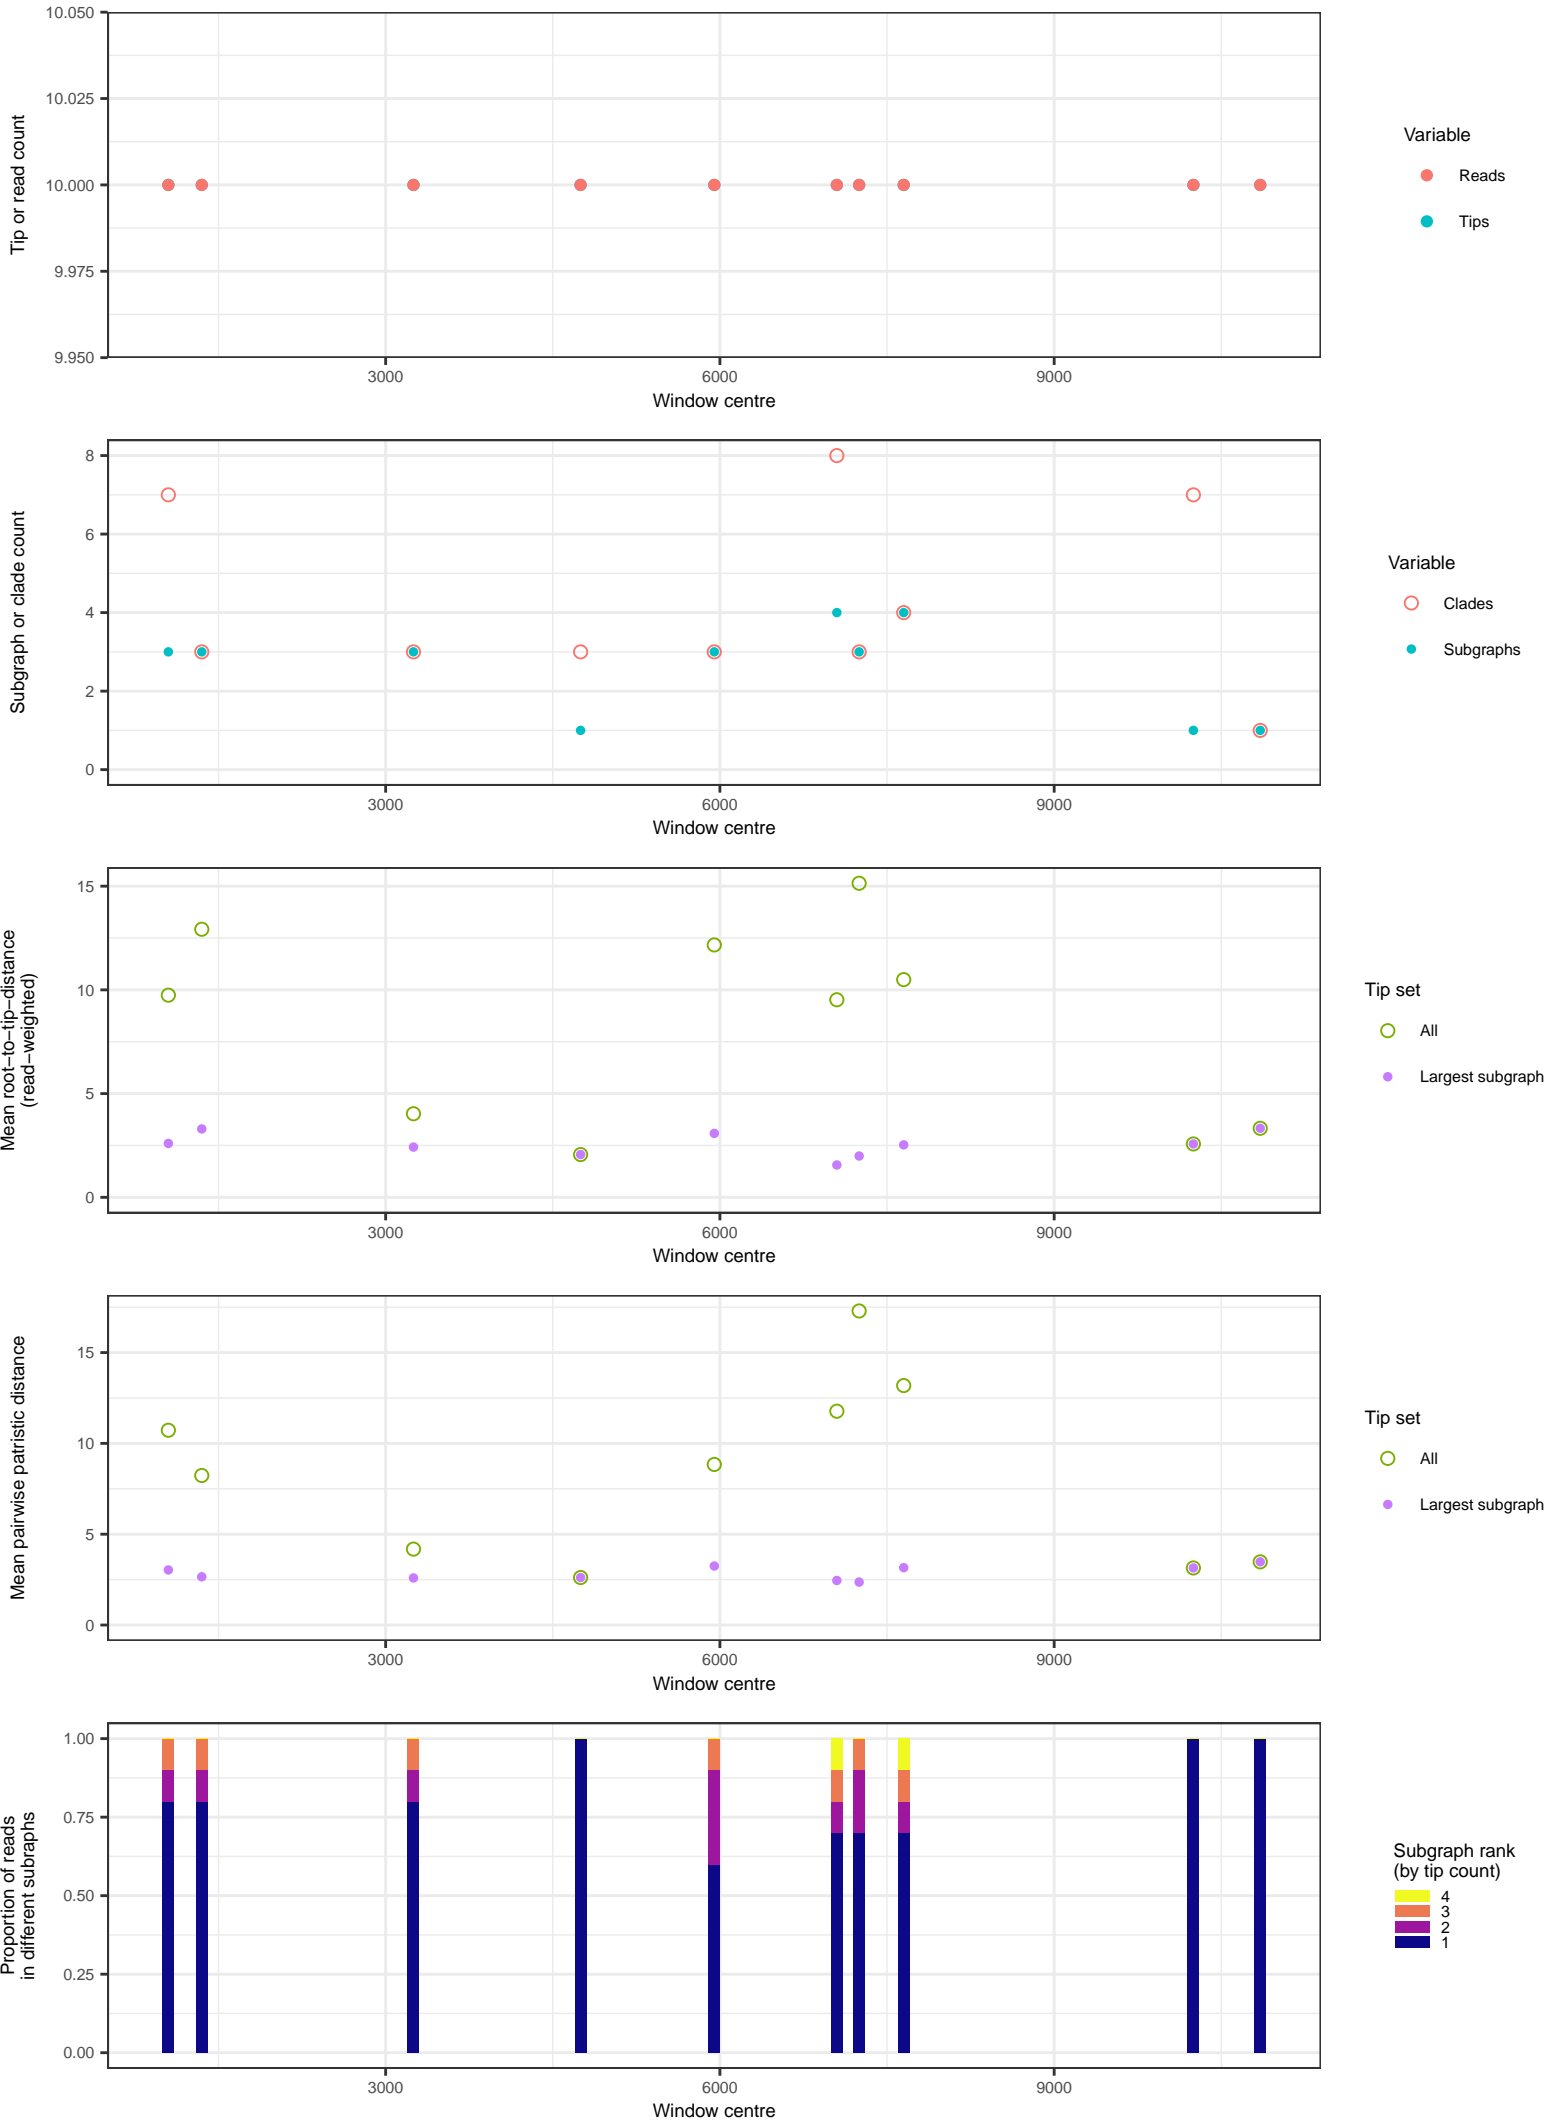 10.050
10.025
10.000
9.975
9.950
Tip or read count
3000
6000
9000
Window centre
Variable
Reads
Tips
8
6
4
2
0
Subgraph or clade count
3000
6000
9000
Window centre
Variable
Clades
Subgraphs
15
10
5
0
Mean root−to−tip−distance
(read−weighted)
3000
6000
9000
Window centre
Tip set
All
Largest subgraph
15
10
5
0
Mean pairwise patristic distance
3000
6000
9000
Window centre
Tip set
All
Largest subgraph
1.00
0.75
0.50
0.25
0.00
Proportion of reads
in different subraphs
3000
6000
9000
Window centre
Subgraph rank
(by tip count)
4
3
2
1